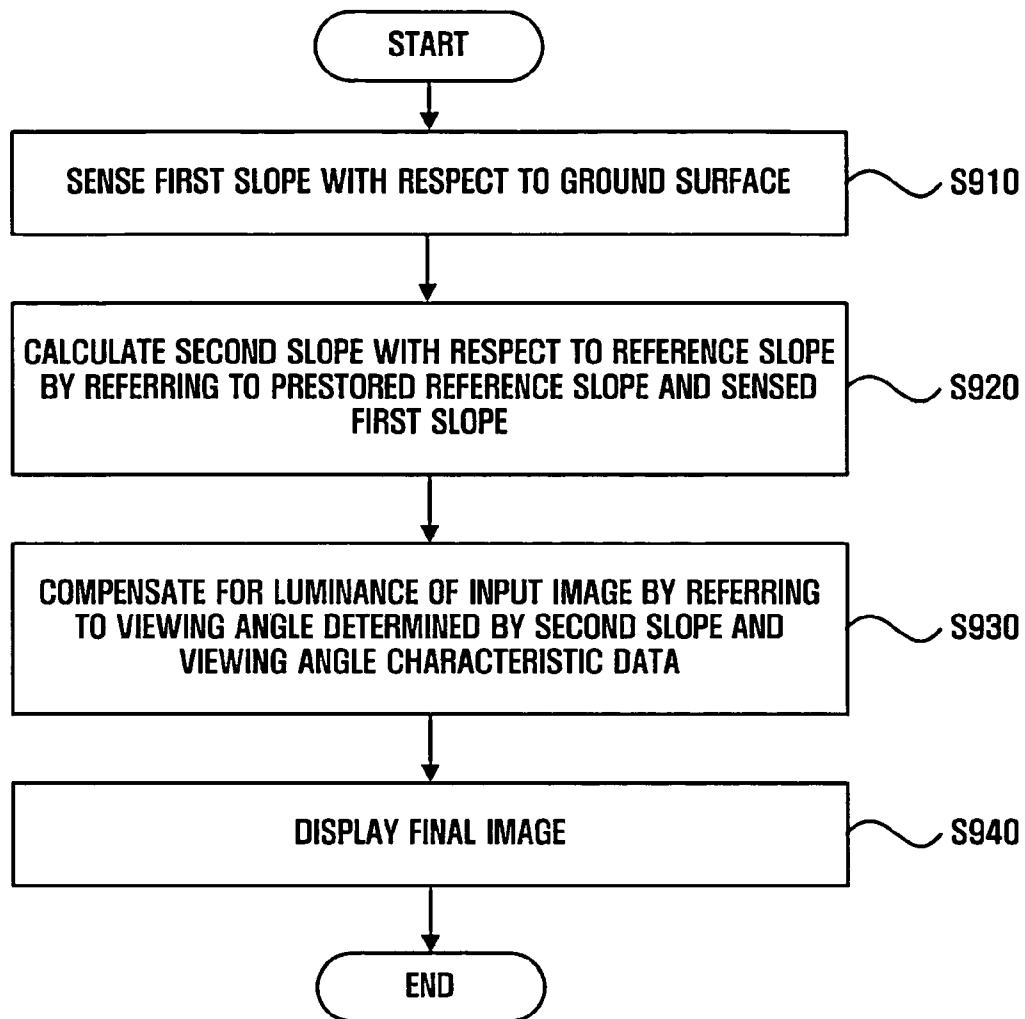 START
SENSE FIRST SLOPE WITH RESPECT TO GROUND SURFACE
S910
CALCULATE SECOND SLOPE WITH RESPECT TO REFERENCE SLOPE
BY REFERRING TO PRESTORED REFERENCE SLOPE AND SENSED
FIRST SLOPE
S920
COMPENSATE FOR LUMINANCE OF INPUT IMAGE BY REFERRING
TO VIEWING ANGLE DETERMINED BY SECOND SLOPE AND
VIEWING ANGLE CHARACTERISTIC DATA
S930
DISPLAY FINAL IMAGE
S940
END